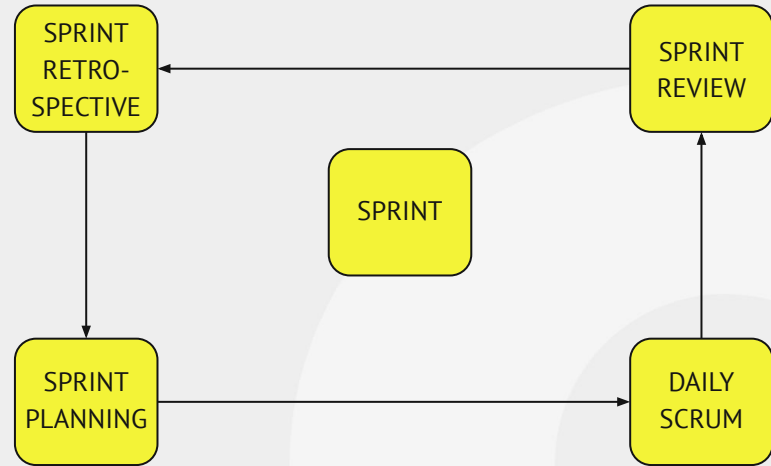 SPRINT
RETRO-
SPECTIVE
SPRINT
REVIEW
SPRINT
SPRINT
PLANNING
DAILY
SCRUM